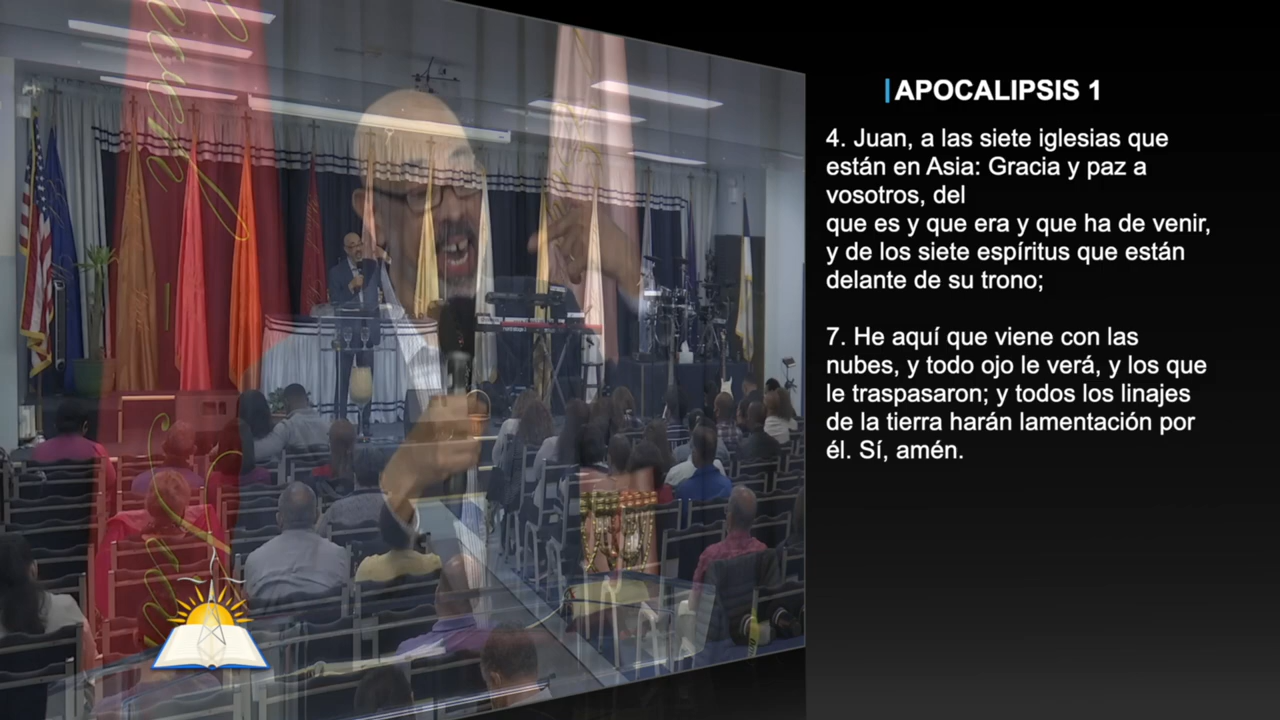 APOCALIPSIS 1
4. Juan, a las siete iglesias que
están en Asia: Gracia y paz a
vosotros, del
que es y que era y que ha de venir,
y de los siete espíritus que están
delante de su trono;
7. He aquí que viene con las
nubes, y todo ojo le verá, y los que
le traspasaron; y todos los linajes
de la tierra harán lamentación por
él. Sí, amén.